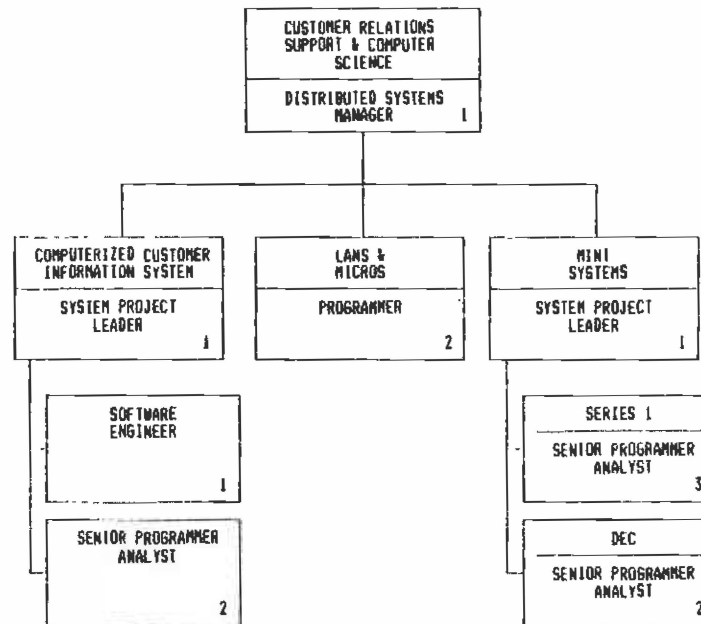 CUSTOMER RELATIONS
SUPPORT & COMPUTER
SCIENCE
DISTRIBUTED SYSTEMS
MANAGER 1
COMPUTERIZED CUSTOMER
INFORMATION SYSTEM
SYSTEM PROJECT
LEADER
1
LANS &
MICROS
PROGRAMMER
2
MINI
SYSTEMS
SYSTEM PROJECT
LEADER
1
SOFTWARE
ENGINEER
1
SENIOR PROGRAMMER
ANALYST
2
SERIES 1
SENIOR PROGRAMMER
ANALYST
3
DEC
SENIOR PROGRAMMER
ANALYST
2